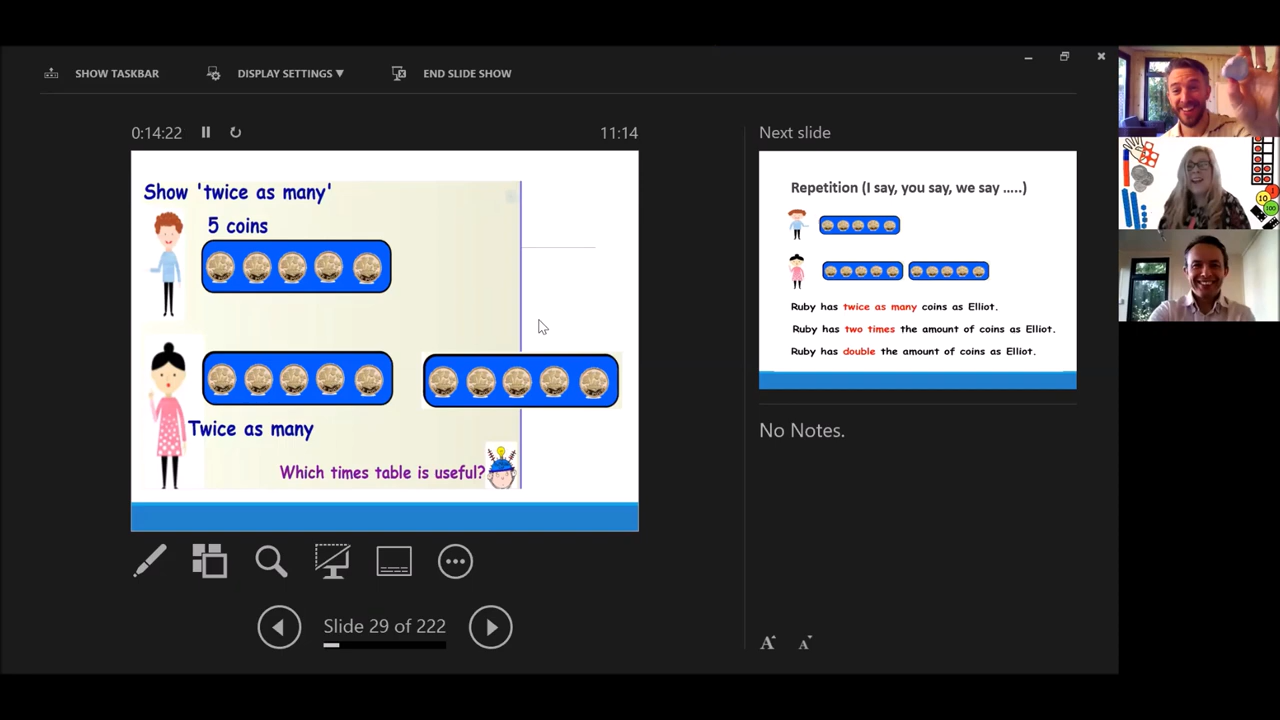 SHOW TASKBAR
DISPLAY SETTINGS ▼
END SLIDE SHOW
0:14:22
11:14
Show 'twice as many'
5 coins
Twice as many
Which times table is useful?
Slide 29 of 222
Next slide
Repetition (I say, you say, we say .....)
Ruby has twice as many coins as Elliot.
Ruby has two times the amount of coins as Elliot.
Ruby has double the amount of coins as Elliot.
No Notes.
A A
10
1
100